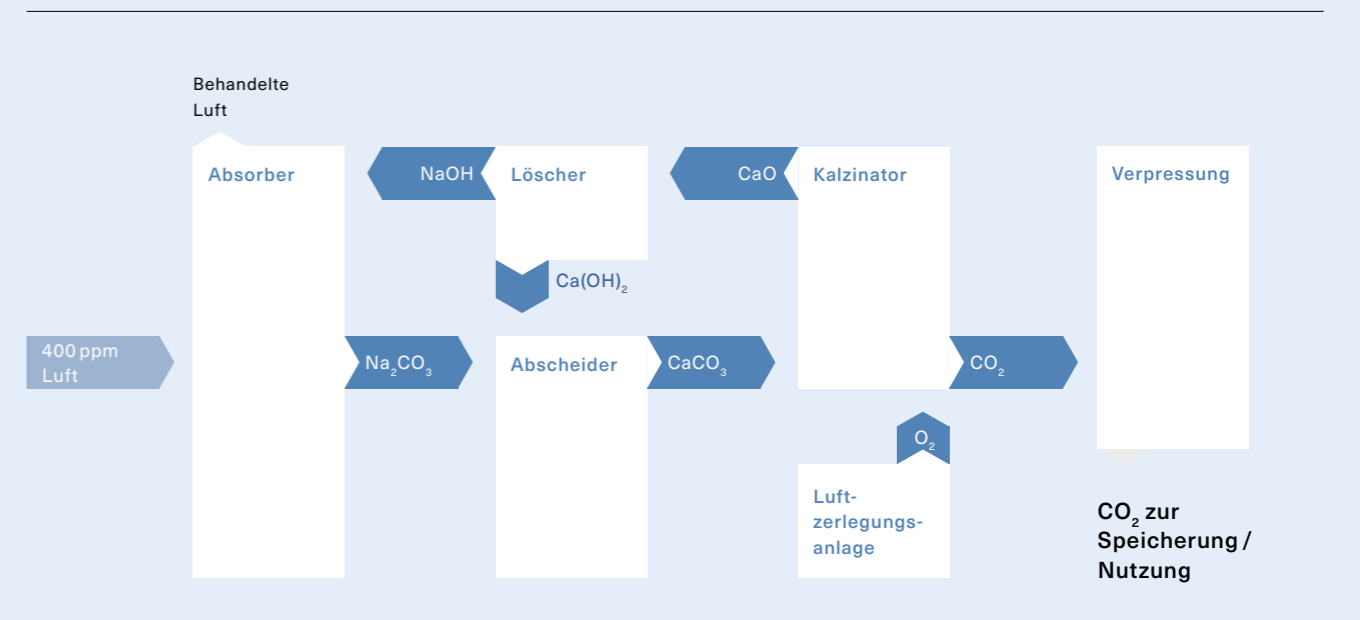 Behandelte
Luft
Absorber
NaOH
Löscher
CaO
Kalzinator
Verpressung
Ca(OH)₂
400 ppm
Luft
Na₂CO₃
Abscheider
CaCO₃
CO₂
O₂
Luft-
zerlegungs-
anlage
CO₂ zur
Speicherung /
Nutzung